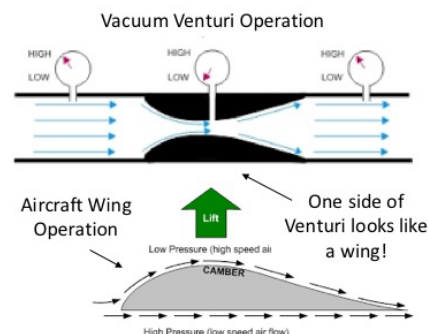 Vacuum Venturi Operation
HIGH
LOW
HIGH
LOW
HIGH
LOW
Aircraft Wing
Operation
Lift
One side of
Venturi looks like
a wing!
Low Pressure (high speed air
CAMBER
High Pressure (low speed air flow)